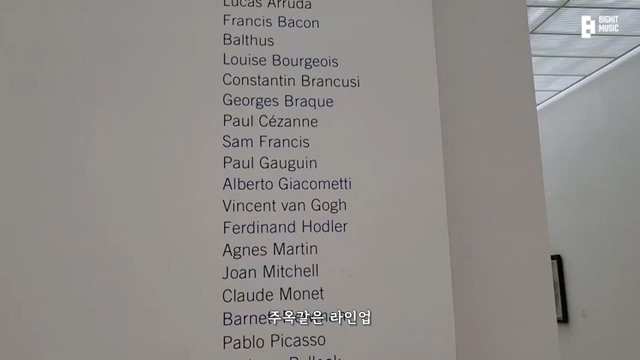 Lucas Arruda
Francis Bacon
Balthus
Louise Bourgeois
Constantin Brancusi
Georges Braque
Paul Cézanne
Sam Francis
Paul Gauguin
Alberto Giacometti
Vincent van Gogh
Ferdinand Hodler
Agnes Martin
Joan Mitchell
Claude Monet
Barnett
주옥같은 라인업
Pablo Picasso
BIGHIT
MUSIC